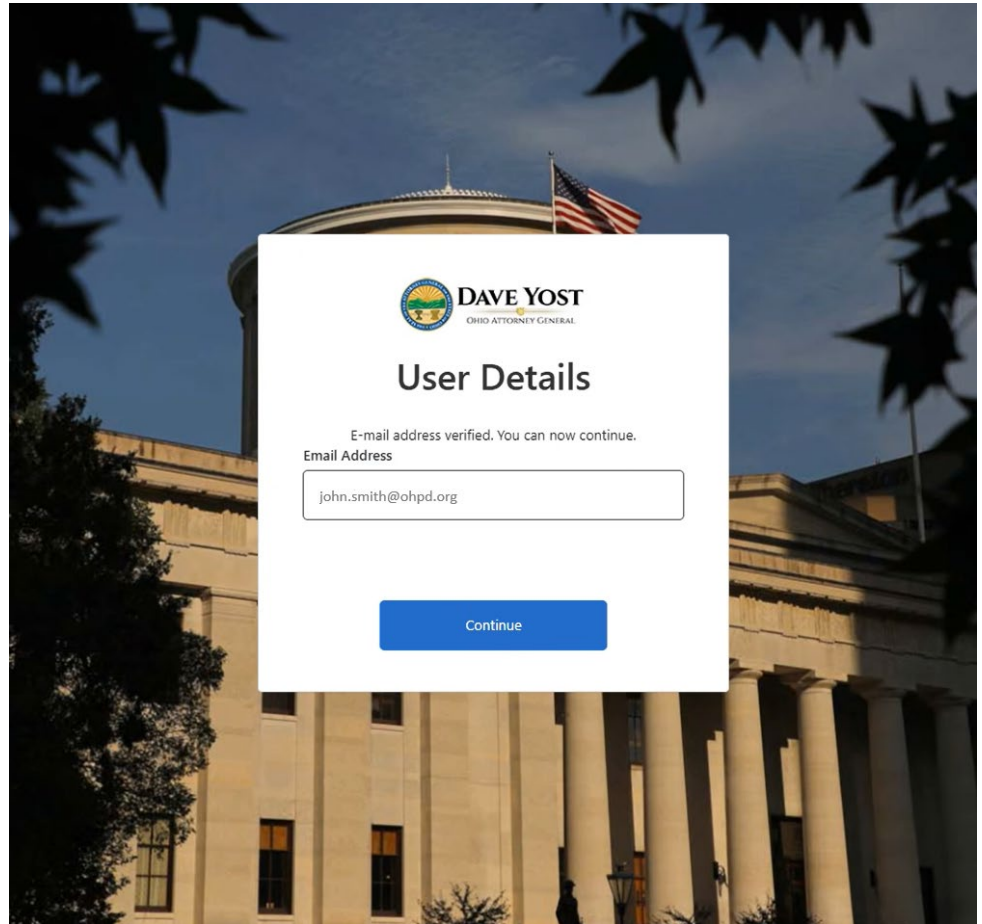 DAVE YOST
OHIO ATTORNEY GENERAL
User Details
E-mail address verified. You can now continue.
Email Address
john.smith@ohpd.org
Continue